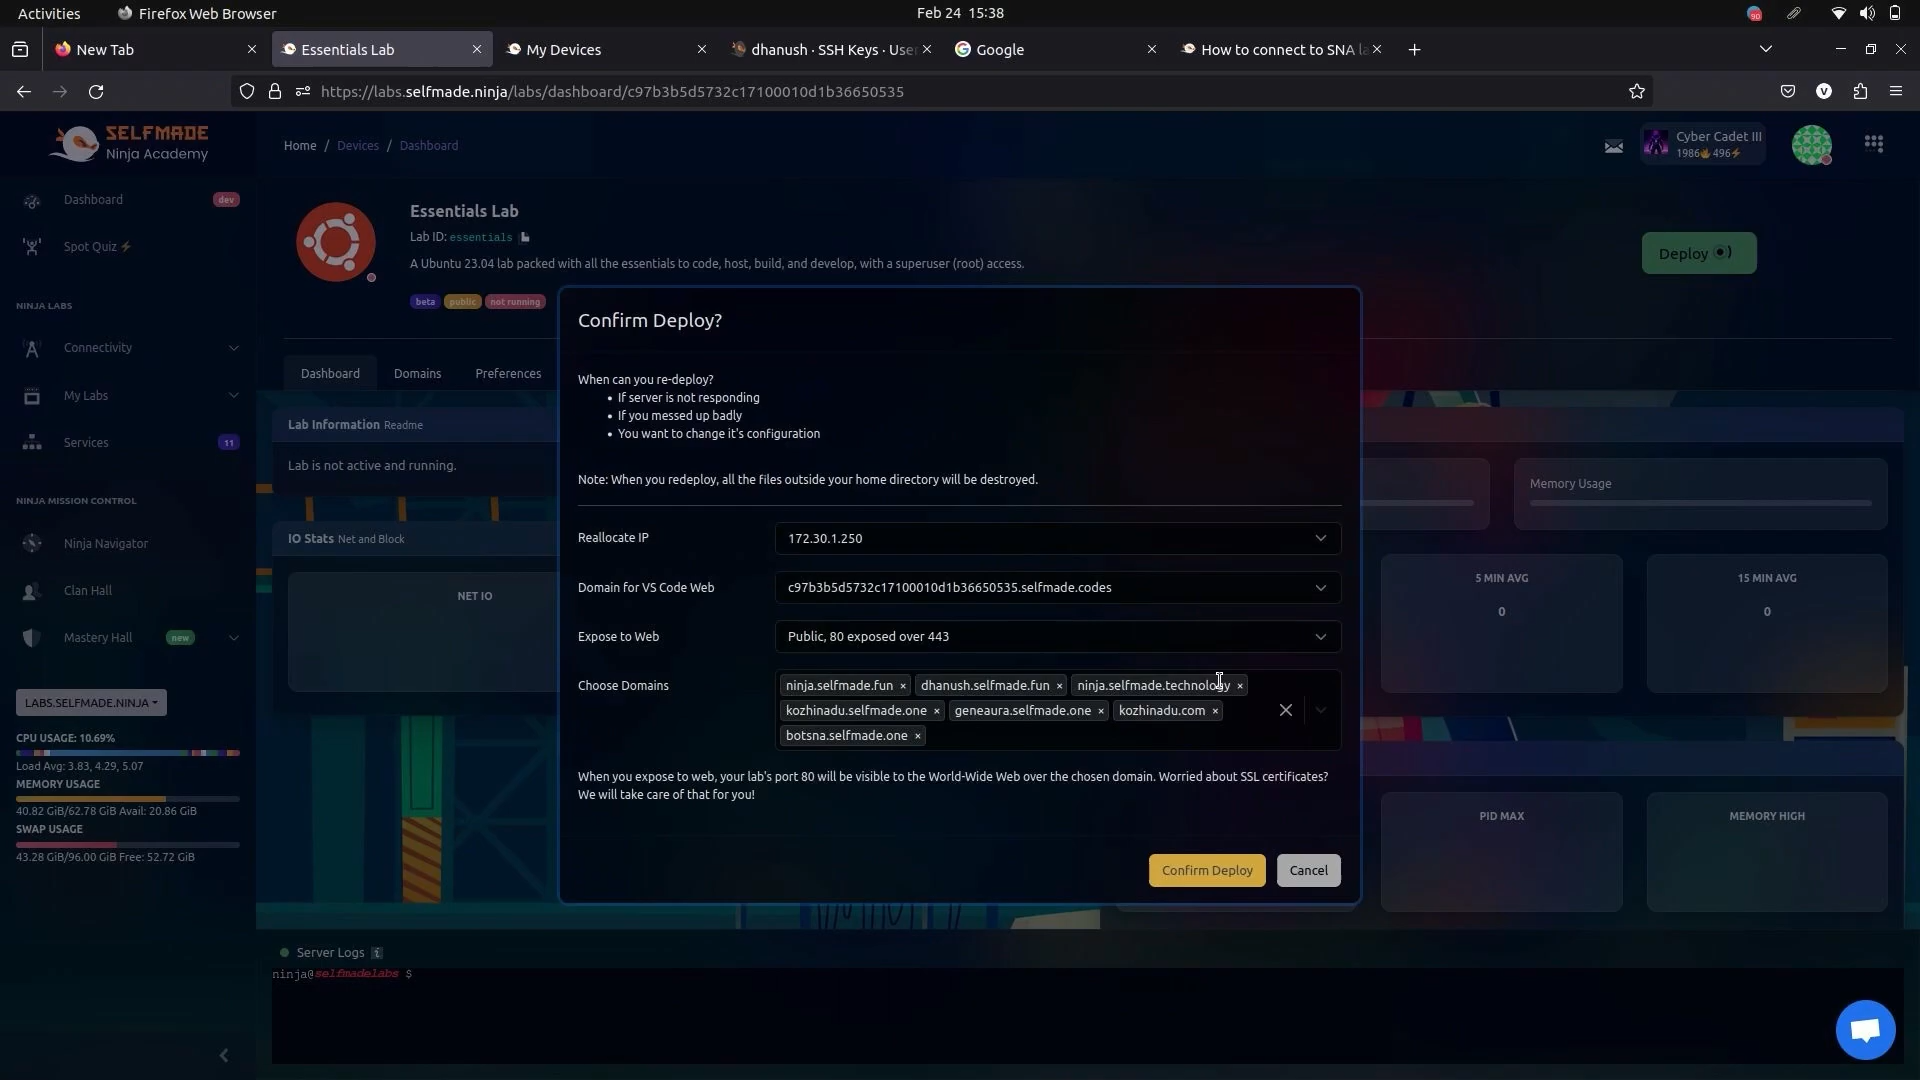 Activities
Firefox Web Browser
Feb 24 15:38
90
New Tab
Essentials Lab
My Devices
dhanush · SSH Keys · User
Google
How to connect to SNA la
https://labs.selfmade.ninja/labs/dashboard/c97b3b5d5732c17100010d1b36650535
SELFMADE
Ninja Academy
Home / Devices / Dashboard
Cyber Cadet III
1986🔥 496⚡
Dashboard
dev
Spot Quiz ⚡
NINJA LABS
Connectivity
My Labs
Services
11
NINJA MISSION CONTROL
Ninja Navigator
Clan Hall
Mastery Hall
new
LABS.SELFMADE.NINJA
CPU USAGE: 10.69%
Load Avg: 3.83, 4.29, 5.07
MEMORY USAGE
40.82 GiB/62.78 GiB Avail: 20.86 GiB
SWAP USAGE
43.28 GiB/96.00 GiB Free: 52.72 GiB
Essentials Lab
Lab ID: essentials
A Ubuntu 23.04 lab packed with all the essentials to code, host, build, and develop, with a superuser (root) access.
beta
public
not running
Deploy
Dashboard
Domains
Preferences
Lab Information Readme
Lab is not active and running.
IO Stats Net and Block
NET IO
Memory Usage
5 MIN AVG
0
15 MIN AVG
0
PID MAX
MEMORY HIGH
Confirm Deploy?
When can you re-deploy?
• If server is not responding
• If you messed up badly
• You want to change it's configuration
Note: When you redeploy, all the files outside your home directory will be destroyed.
Reallocate IP
172.30.1.250
Domain for VS Code Web
c97b3b5d5732c17100010d1b36650535.selfmade.codes
Expose to Web
Public, 80 exposed over 443
Choose Domains
ninja.selfmade.fun × dhanush.selfmade.fun × ninja.selfmade.technology ×
kozhinadu.selfmade.one × geneaura.selfmade.one × kozhinadu.com ×
botsna.selfmade.one ×
When you expose to web, your lab's port 80 will be visible to the World-Wide Web over the chosen domain. Worried about SSL certificates?
We will take care of that for you!
Confirm Deploy
Cancel
Server Logs
ninja@selfmadelabs $